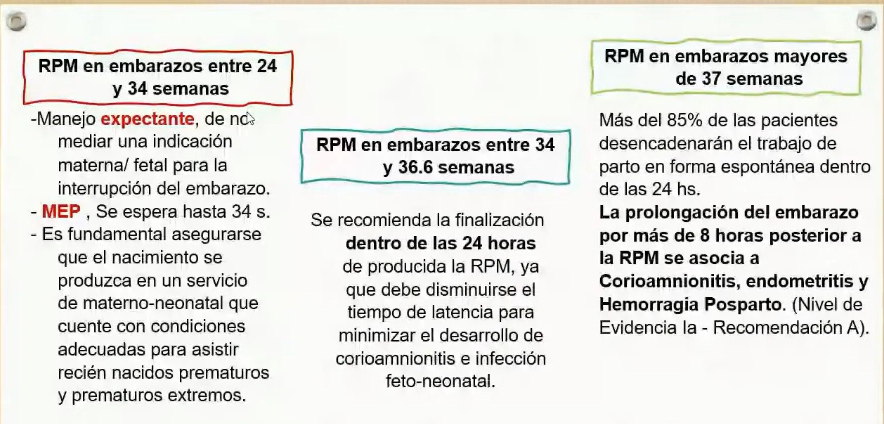 RPM en embarazos entre 24
y 34 semanas
-Manejo expectante, de no
mediar una indicación
materna/ fetal para la
interrupción del embarazo.
- MEP , Se espera hasta 34 s.
- Es fundamental asegurarse
que el nacimiento se
produzca en un servicio
de materno-neonatal que
cuente con condiciones
adecuadas para asistir
recién nacidos prematuros
y prematuros extremos.
RPM en embarazos entre 34
y 36.6 semanas
Se recomienda la finalización
dentro de las 24 horas
de producida la RPM, ya
que debe disminuirse el
tiempo de latencia para
minimizar el desarrollo de
corioamnionitis e infección
feto-neonatal.
RPM en embarazos mayores
de 37 semanas
Más del 85% de las pacientes
desencadenarán el trabajo de
parto en forma espontánea dentro
de las 24 hs.
La prolongación del embarazo
por más de 8 horas posterior a
la RPM se asocia a
Corioamnionitis, endometritis y
Hemorragia Posparto. (Nivel de
Evidencia Ia - Recomendación A).